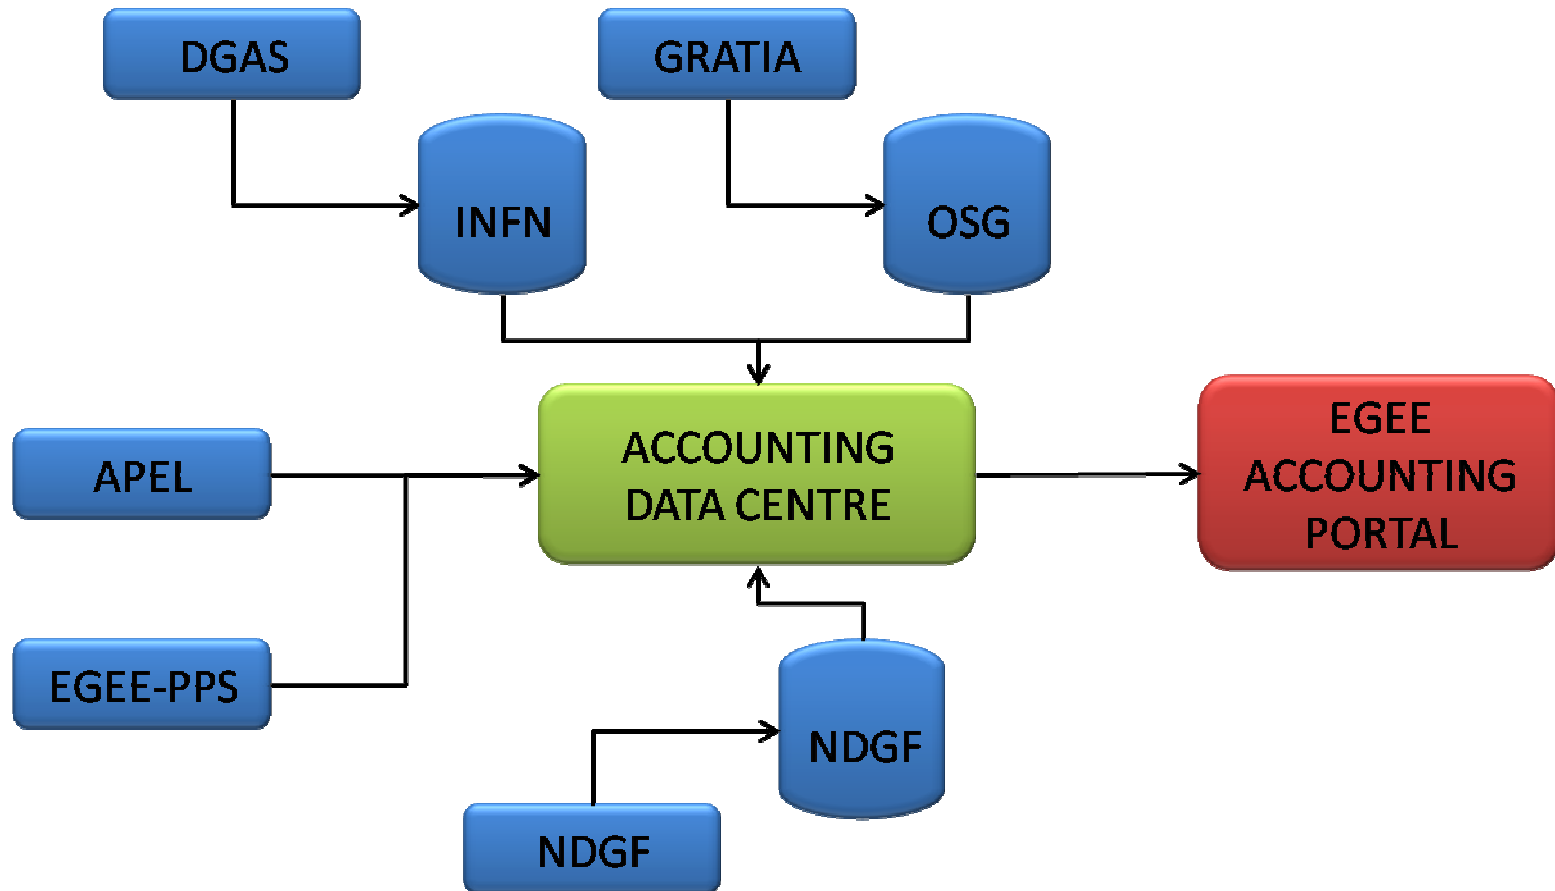 DGAS
GRATIA
INFN
OSG
APEL
ACCOUNTING
DATA CENTRE
EGEE
ACCOUNTING
PORTAL
EGEE-PPS
NDGF
NDGF